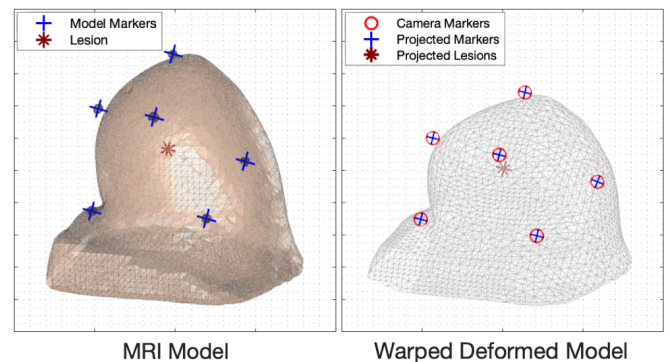 Model Markers
Lesion
Camera Markers
Projected Markers
Projected Lesions
MRI Model
Warped Deformed Model